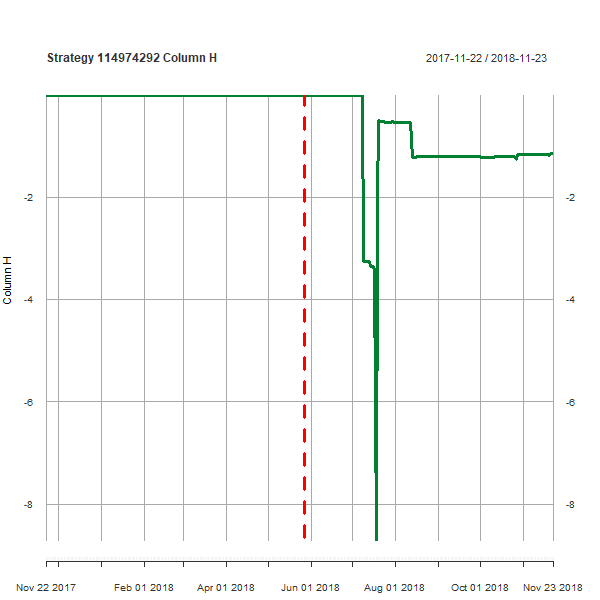 Strategy 114974292 Column H
2017-11-22 / 2018-11-23
Column H
-2
-4
-6
-8
-2
-4
-6
-8
Nov 22 2017
Feb 01 2018
Apr 01 2018
Jun 01 2018
Aug 01 2018
Oct 01 2018
Nov 23 2018